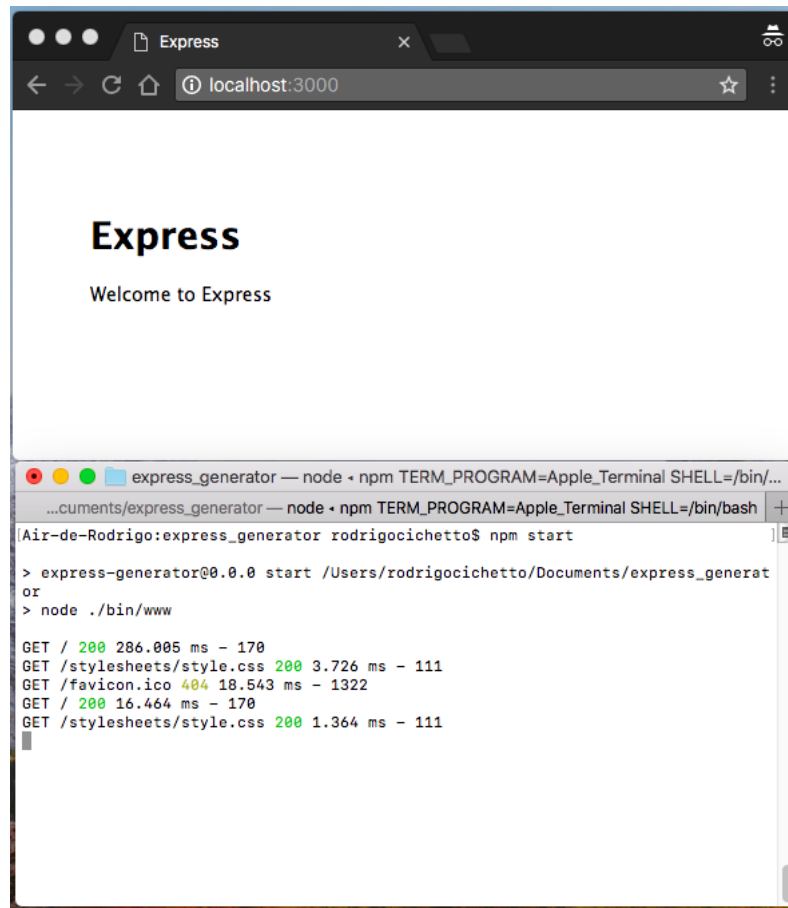 Express
localhost:3000
Express
Welcome to Express
express_generator — node ◂ npm TERM_PROGRAM=Apple_Terminal SHELL=/bin/...
...cuments/express_generator — node ◂ npm TERM_PROGRAM=Apple_Terminal SHELL=/bin/bash
[Air-de-Rodrigo:express_generator rodrigocichetto$ npm start ]
> express-generator@0.0.0 start /Users/rodrigocichetto/Documents/express_generat
or
> node ./bin/www
GET / 200 286.005 ms - 170
GET /stylesheets/style.css 200 3.726 ms - 111
GET /favicon.ico 404 18.543 ms - 1322
GET / 200 16.464 ms - 170
GET /stylesheets/style.css 200 1.364 ms - 111